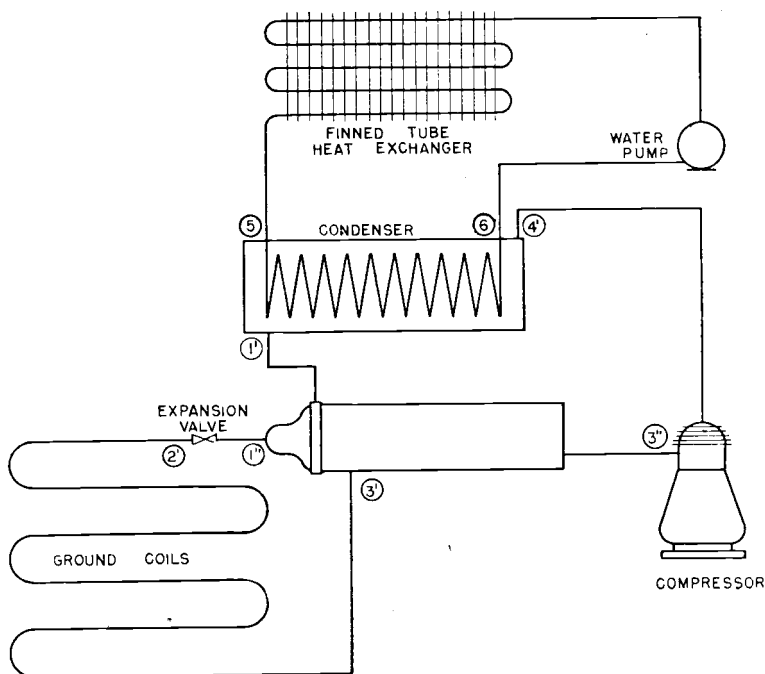 FINNED TUBE
HEAT EXCHANGER
WATER
PUMP
5
CONDENSER
6
4'
1'
EXPANSION
VALVE
2'
1"
3'
3"
GROUND COILS
COMPRESSOR